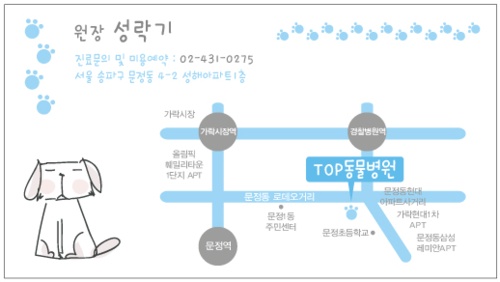 원장 성락기
진료문의 및 미용예약 : 02-431-0275
서울 송파구 문정동 4-2 성해아파트1층
가락시장
가락시장역
경찰병원역
올림픽
훼밀리타운
1단지 APT
TOP동물병원
문정동 로데오거리
문정동현대
아파트사거리
문정1동
주민센터
가락현대1차
APT
문정초등학교
문정역
문정동삼성
래미안APT